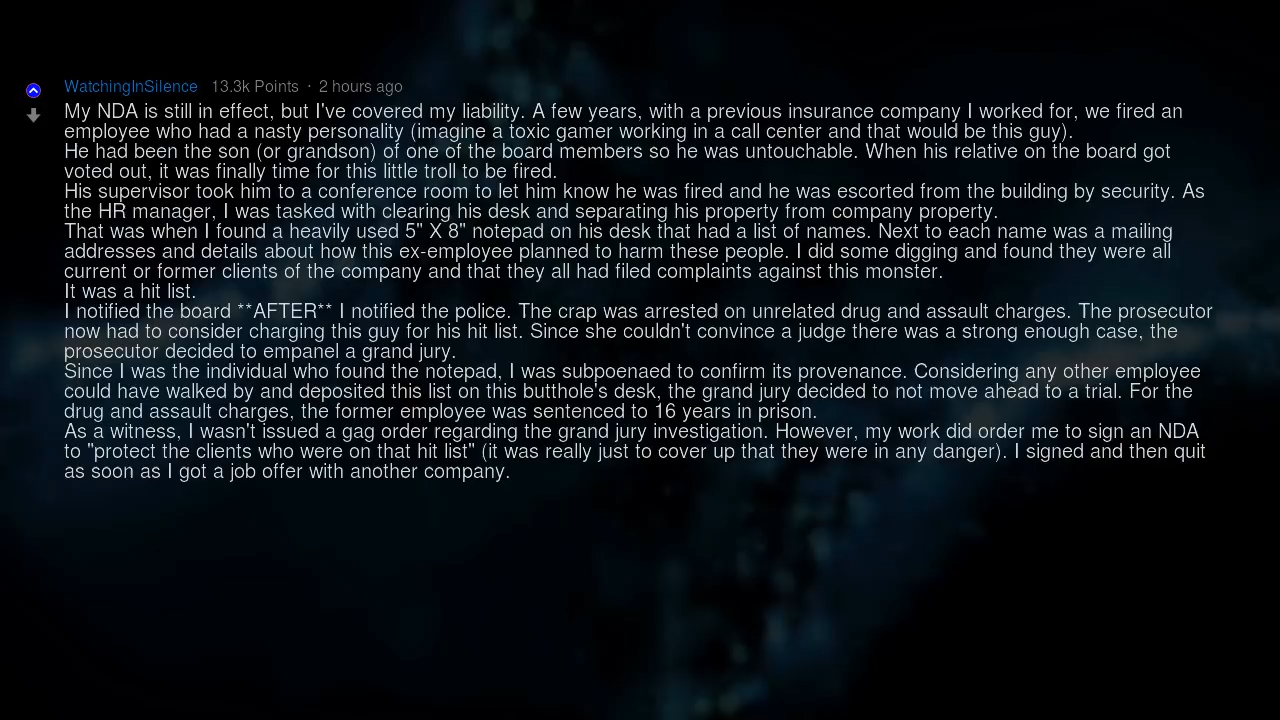 WatchingInSilence 13.3k Points · 2 hours ago
My NDA is still in effect, but I've covered my liability. A few years, with a previous insurance company I worked for, we fired an
employee who had a nasty personality (imagine a toxic gamer working in a call center and that would be this guy).
He had been the son (or grandson) of one of the board members so he was untouchable. When his relative on the board got
voted out, it was finally time for this little troll to be fired.
His supervisor took him to a conference room to let him know he was fired and he was escorted from the building by security. As
the HR manager, I was tasked with clearing his desk and separating his property from company property.
That was when I found a heavily used 5" X 8" notepad on his desk that had a list of names. Next to each name was a mailing
addresses and details about how this ex-employee planned to harm these people. I did some digging and found they were all
current or former clients of the company and that they all had filed complaints against this monster.
It was a hit list.
I notified the board **AFTER** I notified the police. The crap was arrested on unrelated drug and assault charges. The prosecutor
now had to consider charging this guy for his hit list. Since she couldn't convince a judge there was a strong enough case, the
prosecutor decided to empanel a grand jury.
Since I was the individual who found the notepad, I was subpoenaed to confirm its provenance. Considering any other employee
could have walked by and deposited this list on this butthole's desk, the grand jury decided to not move ahead to a trial. For the
drug and assault charges, the former employee was sentenced to 16 years in prison.
As a witness, I wasn't issued a gag order regarding the grand jury investigation. However, my work did order me to sign an NDA
to "protect the clients who were on that hit list" (it was really just to cover up that they were in any danger). I signed and then quit
as soon as I got a job offer with another company.